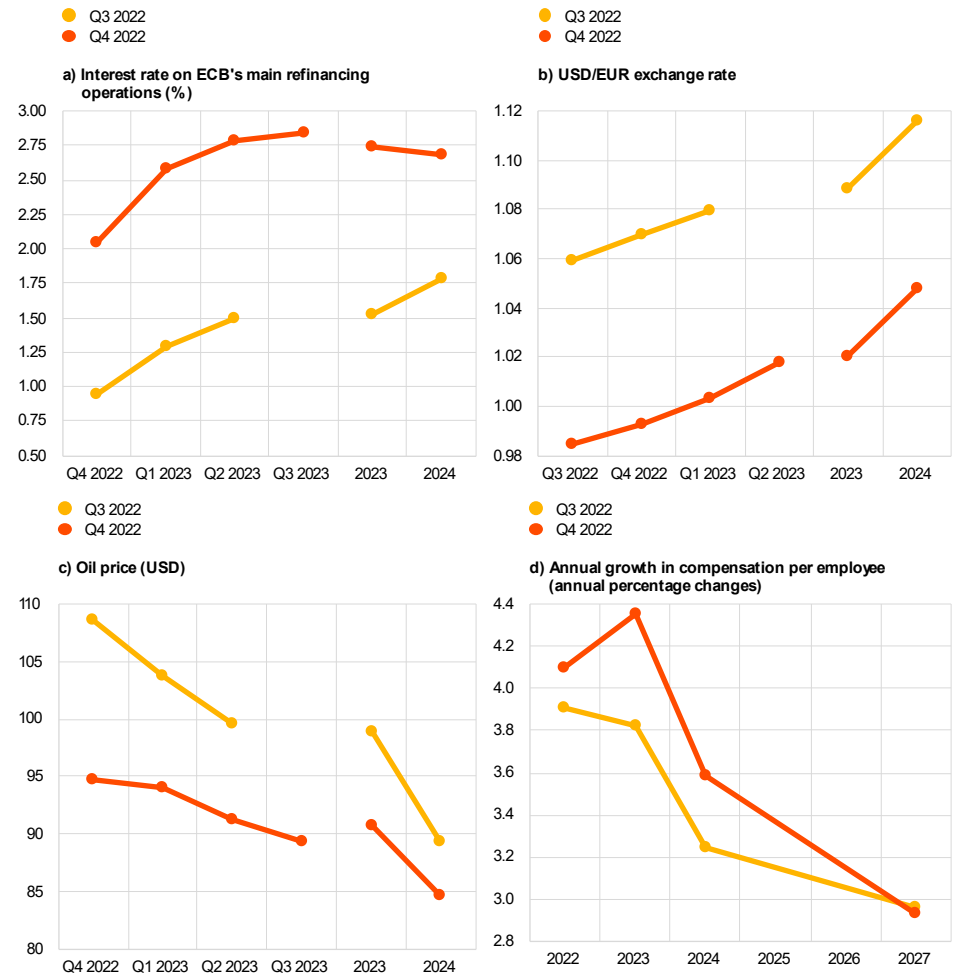 Q3 2022
Q4 2022
a) Interest rate on ECB's main refinancing
operations (%)
3.00
2.75
2.50
2.25
2.00
1.75
1.50
1.25
1.00
0.75
0.50
Q4 2022 Q1 2023 Q2 2023 Q3 2023 2023 2024
Q3 2022
Q4 2022
b) USD/EUR exchange rate
1.12
1.10
1.08
1.06
1.04
1.02
1.00
0.98
Q3 2022 Q4 2022 Q1 2023 Q2 2023 2023 2024
Q3 2022
Q4 2022
c) Oil price (USD)
110
105
100
95
90
85
80
Q4 2022 Q1 2023 Q2 2023 Q3 2023 2023 2024
Q3 2022
Q4 2022
d) Annual growth in compensation per employee
(annual percentage changes)
4.4
4.2
4.0
3.8
3.6
3.4
3.2
3.0
2.8
2022 2023 2024 2025 2026 2027